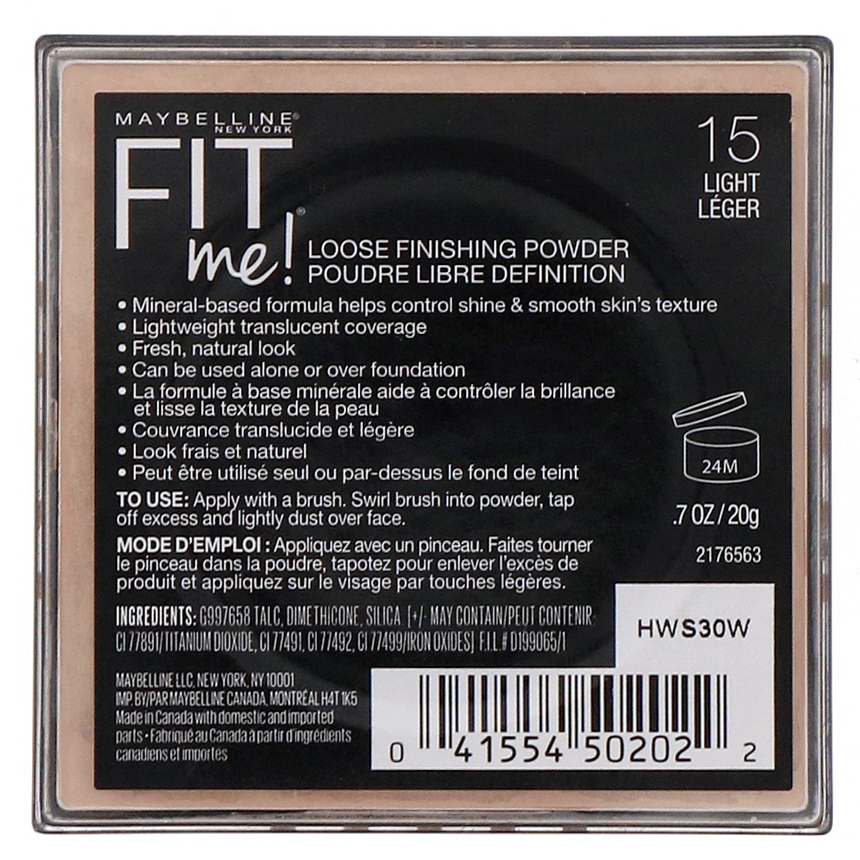 MAYBELLINE®
NEW YORK
FIT
me!®
LOOSE FINISHING POWDER
POUDRE LIBRE DEFINITION
15
LIGHT
LÉGER
• Mineral-based formula helps control shine & smooth skin's texture
• Lightweight translucent coverage
• Fresh, natural look
• Can be used alone or over foundation
• La formule à base minérale aide à contrôler la brillance
et lisse la texture de la peau
• Couvrance translucide et légère
• Look frais et naturel
• Peut être utilisé seul ou par-dessus le fond de teint
TO USE: Apply with a brush. Swirl brush into powder, tap
off excess and lightly dust over face.
MODE D'EMPLOI : Appliquez avec un pinceau. Faites tourner
le pinceau dans la poudre, tapotez pour enlever l'excès de
produit et appliquez sur le visage par touches légères.
24M
.7 OZ / 20g
2176563
INGREDIENTS: G997658 TALC, DIMETHICONE, SILICA. [+/- MAY CONTAIN/PEUT CONTENIR:
CI 77891/TITANIUM DIOXIDE, CI 77491, CI 77492, CI 77499/IRON OXIDES] F.I.L.# D199065/1
HWS30W
MAYBELLINE LLC, NEW YORK, NY 10001
IMP. BY/PAR MAYBELLINE CANADA, MONTRÉAL H4T 1K5
Made in Canada with domestic and imported
parts • Fabriqué au Canada à partir d'ingrédients
canadiens et importés
0 41554 50202 2